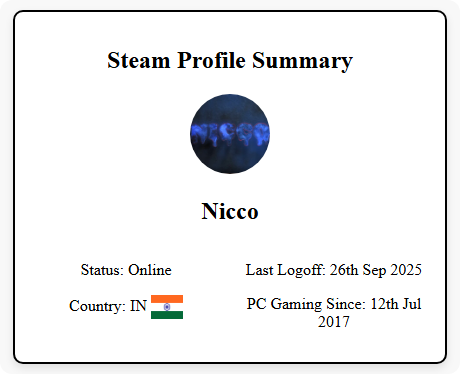 Steam Profile Summary
NICCO
Nicco
Status: Online
Last Logoff: 26th Sep 2025
Country: IN
PC Gaming Since: 12th Jul
2017